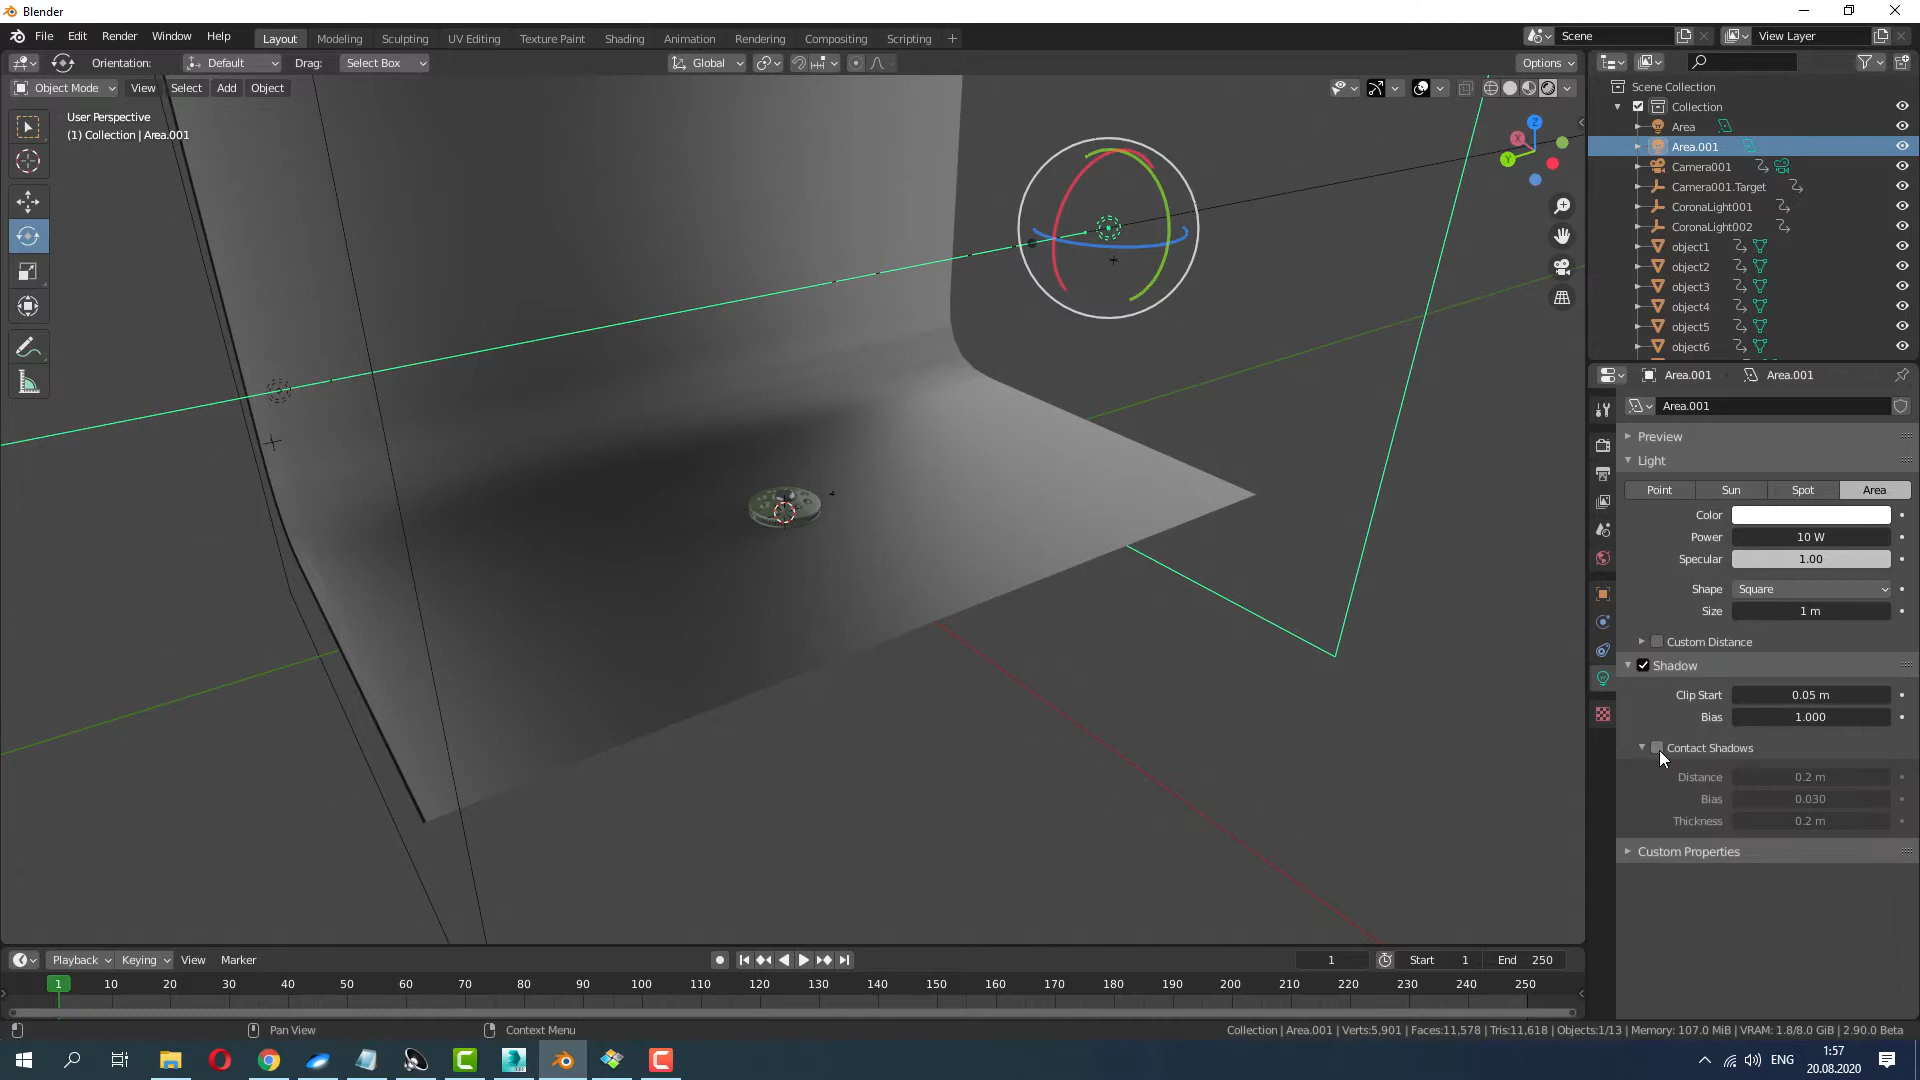 Blender
File Edit Render Window Help
Layout Modeling Sculpting UV Editing Texture Paint Shading Animation Rendering Compositing Scripting
Scene
View Layer
Orientation: Default Drag: Select Box
Global
Options
Object Mode View Select Add Object
User Perspective
(1) Collection | Area.001
Z
X
Y
Scene Collection
Collection
Area
Area.001
Camera001
Camera001.Target
CoronaLight001
CoronaLight002
object1
object2
object3
object4
object5
object6
Area.001 Area.001
Area.001
Preview
Light
Point Sun Spot Area
Color
Power 10 W
Specular 1.00
Shape Square
Size 1 m
Custom Distance
Shadow
Clip Start 0.05 m
Bias 1.000
Contact Shadows
Distance 0.2 m
Bias 0.030
Thickness 0.2 m
Custom Properties
Playback Keying View Marker
1 Start 1 End 250
1 10 20 30 40 50 60 70 80 90 100 110 120 130 140 150 160 170 180 190 200 210 220 230 240 250
Pan View Context Menu
Collection | Area.001 | Verts:5,901 | Faces:11,578 | Tris:11,618 | Objects:1/13 | Memory: 107.0 MiB | VRAM: 1.8/8.0 GiB | 2.90.0 Beta
ENG
1:57
20.08.2020